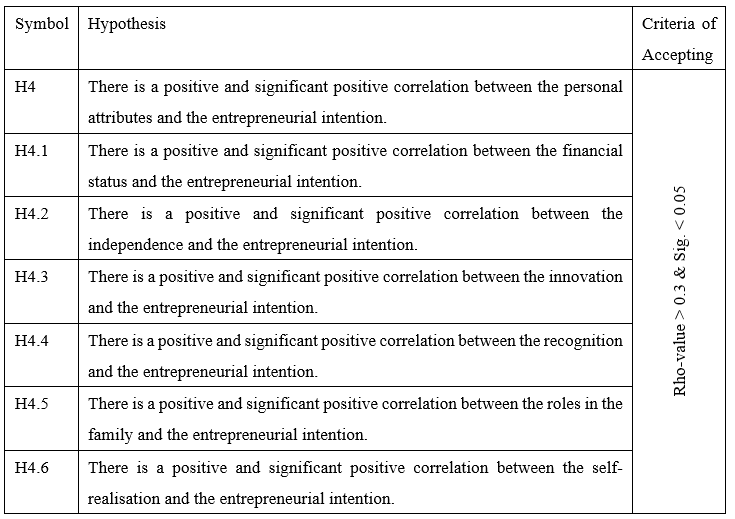 Symbol
Hypothesis
Criteria of
Accepting
H4
There is a positive and significant positive correlation between the personal
attributes and the entrepreneurial intention.
H4.1
There is a positive and significant positive correlation between the financial
status and the entrepreneurial intention.
H4.2
There is a positive and significant positive correlation between the
independence and the entrepreneurial intention.
H4.3
There is a positive and significant positive correlation between the innovation
and the entrepreneurial intention.
H4.4
There is a positive and significant positive correlation between the recognition
and the entrepreneurial intention.
H4.5
There is a positive and significant positive correlation between the roles in the
family and the entrepreneurial intention.
H4.6
There is a positive and significant positive correlation between the self-
realisation and the entrepreneurial intention.
Rho-value > 0.3 & Sig. < 0.05